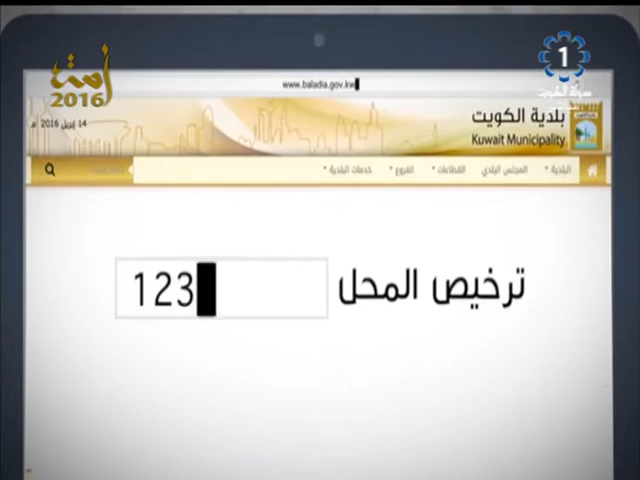 أمتنا
2016
1
www.baladia.gov.kw
14 إبريل 2016 م
بلدية الكويت
Kuwait Municipality
البلدية المجلس البلدي القطاعات الفروع خدمات البلدية
ترخيص المحل 123